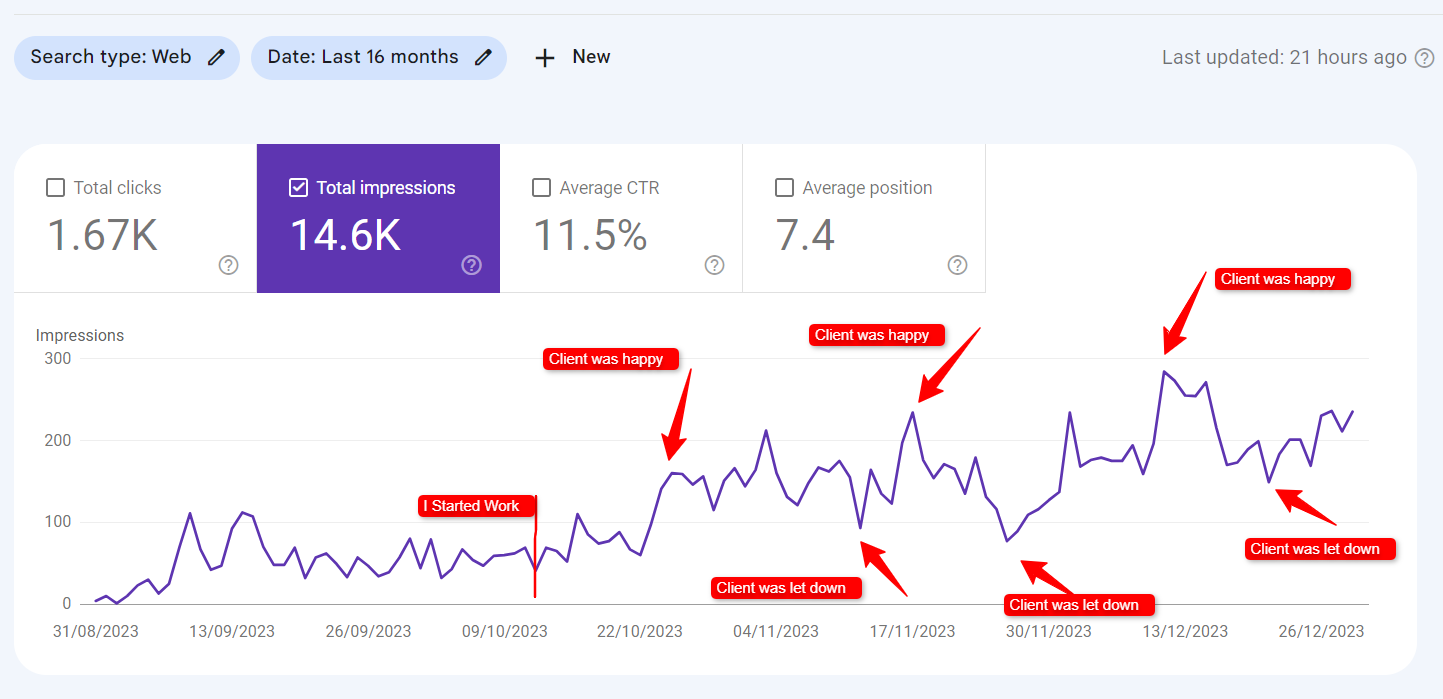 Search type: Web
Date: Last 16 months
New
Last updated: 21 hours ago
Total clicks
1.67K
Total impressions
14.6K
Average CTR
11.5%
Average position
7.4
Client was happy
Client was happy
Client was happy
Impressions
300
200
100
0
I Started Work
Client was let down
Client was let down
Client was let down
31/08/2023
13/09/2023
26/09/2023
09/10/2023
22/10/2023
04/11/2023
17/11/2023
30/11/2023
13/12/2023
26/12/2023